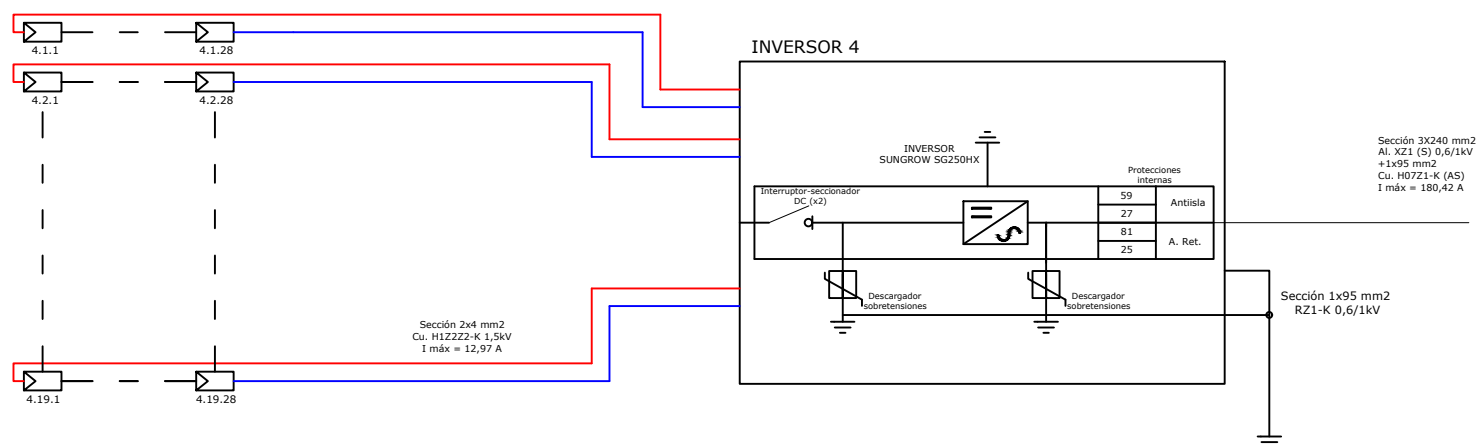 4.1.1
4.1.28
4.2.1
4.2.28
4.19.1
4.19.28
Sección 2x4 mm2
Cu. H1Z2Z2-K 1,5kV
I máx = 12,97 A
INVERSOR 4
INVERSOR
SUNGROW SG250HX
Interruptor-seccionador
DC (x2)
Protecciones
internas
59
27
81
25
Antiisla
A. Ret.
Descargador
sobretensiones
Descargador
sobretensiones
Sección 3X240 mm2
Al. XZ1 (S) 0,6/1kV
+1x95 mm2
Cu. H07Z1-K (AS)
I máx = 180,42 A
Sección 1x95 mm2
RZ1-K 0,6/1kV